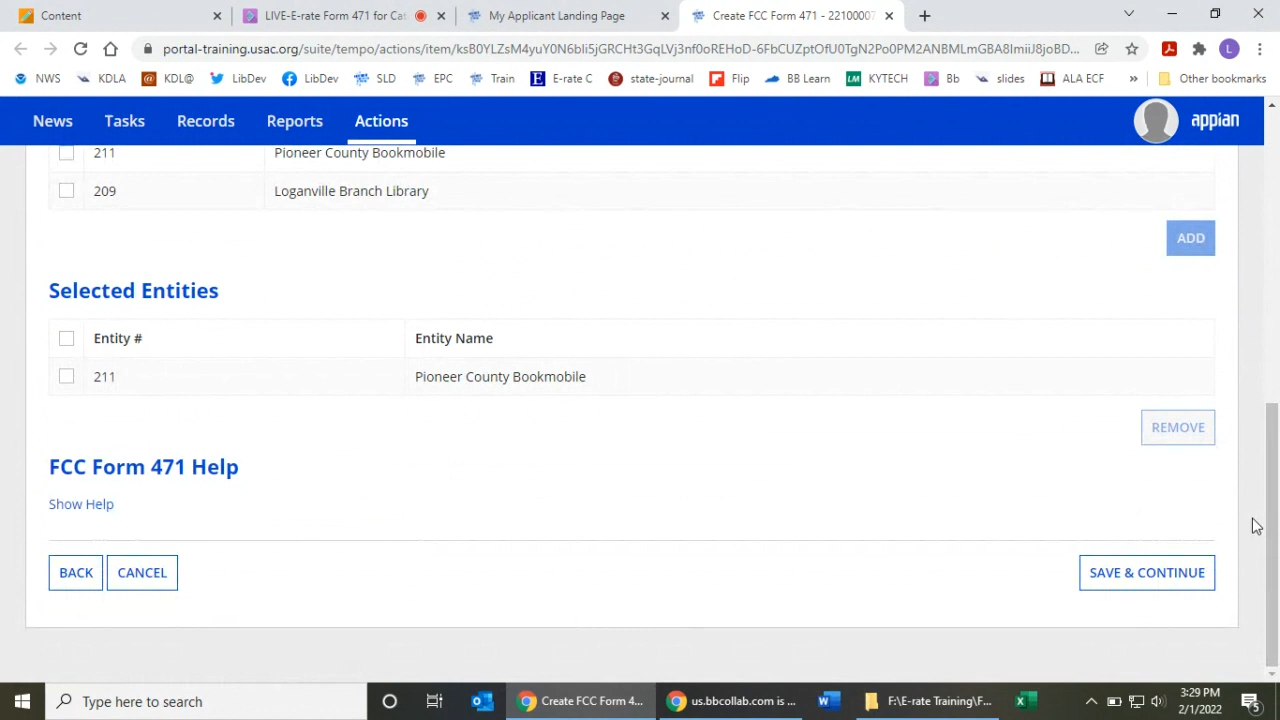 Content
LIVE-E-rate Form 471 for Cat
My Applicant Landing Page
Create FCC Form 471 - 22100007
portal-training.usac.org/suite/tempo/actions/item/
NWS
KDLA
KDL@
LibDev
LibDev
SLD
EPC
Train
E-rate C
state-journal
Flip
BB Learn
KYTECH
Bb
slides
ALA ECF
»
Other bookmarks
News
Tasks
Records
Reports
Actions
appian
211
Pioneer County Bookmobile
209
Loganville Branch Library
ADD
Selected Entities
Entity #
Entity Name
211
Pioneer County Bookmobile
REMOVE
FCC Form 471 Help
Show Help
BACK
CANCEL
SAVE & CONTINUE
Type here to search
Create FCC Form 4...
us.bbcollab.com is ...
F:\E-rate Training\F...
3:29 PM
2/1/2022
5